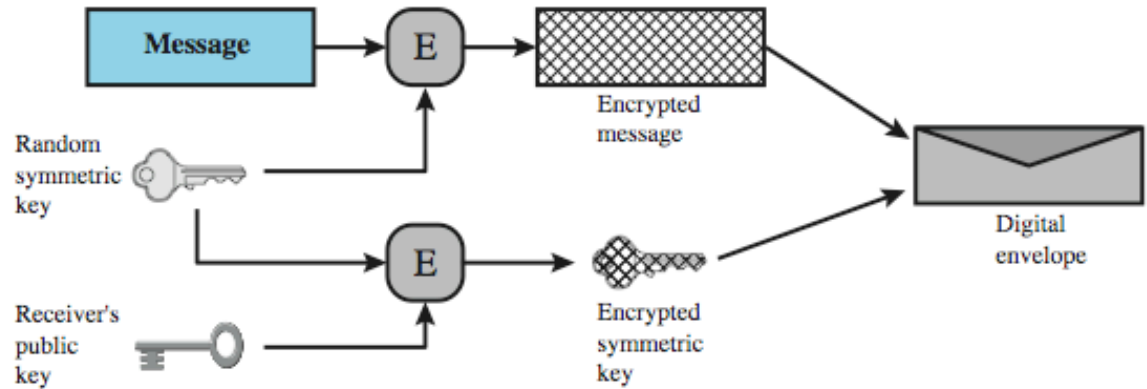 Message
E
Encrypted
message
Random
symmetric
key
Digital
envelope
E
Receiver's
public
key
Encrypted
symmetric
key